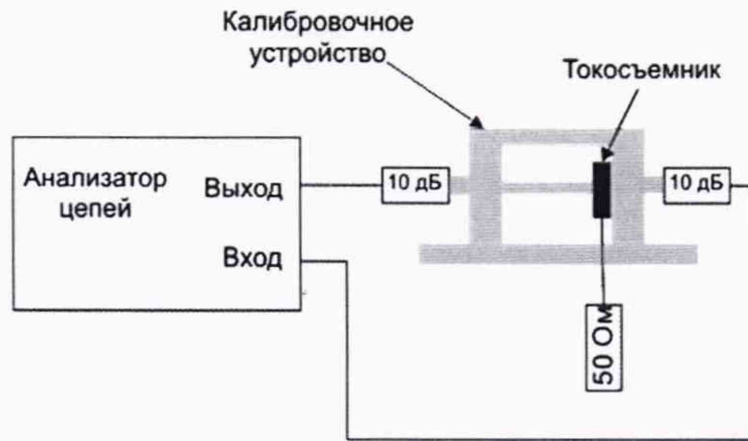 Калибровочное
устройство
Токосъемник
Анализатор
цепей
Выход
Вход
10 дБ
10 дБ
50 Ом